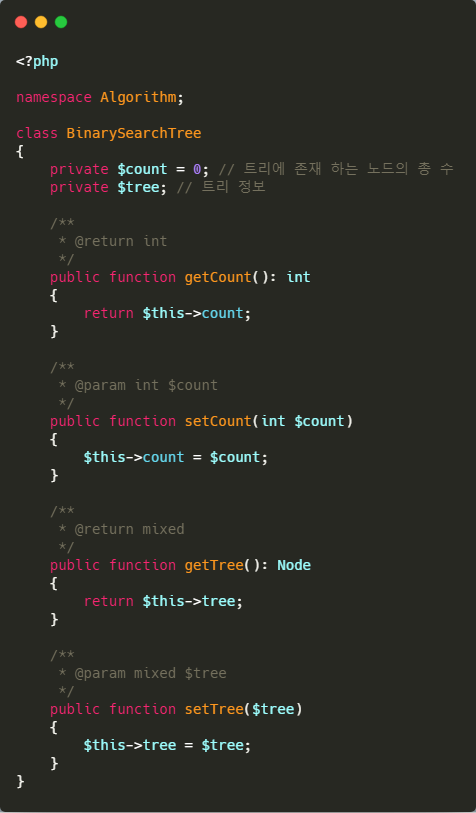 <?php

namespace Algorithm;

class BinarySearchTree
{
    private $count = 0; // 트리에 존재 하는 노드의 총 수
    private $tree; // 트리 정보

    /**
     * @return int
     */
    public function getCount(): int
    {
        return $this->count;
    }

    /**
     * @param int $count
     */
    public function setCount(int $count)
    {
        $this->count = $count;
    }

    /**
     * @return mixed
     */
    public function getTree(): Node
    {
        return $this->tree;
    }

    /**
     * @param mixed $tree
     */
    public function setTree($tree)
    {
        $this->tree = $tree;
    }
}